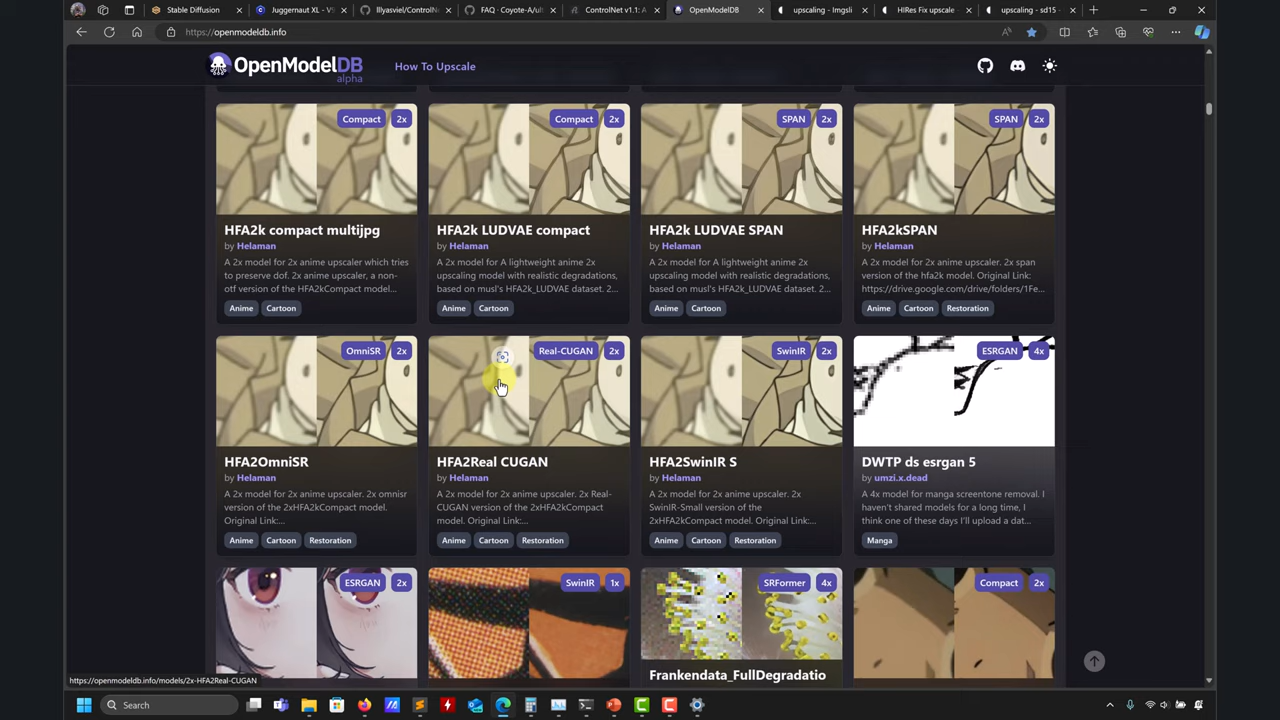 Stable Diffusion
Juggernaut XL - V
lllyasviel/ControlNe
FAQ · Coyote-A/ult
ControlNet v1.1: A
OpenModelDB
upscaling - Imgsli
HiRes Fix upscale
upscaling - sd15
https://openmodeldb.info
OpenModelDB
alpha
How To Upscale
Compact 2x
Compact 2x
SPAN 2x
SPAN 2x
HFA2k compact multijpg
by Helaman
A 2x model for 2x anime upscaler which tries
to preserve dof. 2x anime upscaler, a non-
otf version of the HFA2kCompact model...
Anime Cartoon
HFA2k LUDVAE compact
by Helaman
A 2x model for A lightweight anime 2x
upscaling model with realistic degradations,
based on musl's HFA2k_LUDVAE dataset. 2...
Anime Cartoon
HFA2k LUDVAE SPAN
by Helaman
A 2x model for A lightweight anime 2x
upscaling model with realistic degradations,
based on musl's HFA2k_LUDVAE dataset. 2...
Anime Cartoon
HFA2kSPAN
by Helaman
A 2x model for 2x anime upscaler. 2x span
version of the hfa2k model. Original Link:
https://drive.google.com/drive/folders/1Fe...
Anime Cartoon Restoration
OmniSR 2x
Real-CUGAN 2x
SwinIR 2x
ESRGAN 4x
HFA2OmniSR
by Helaman
A 2x model for 2x anime upscaler. 2x omnisr
version of the 2xHFA2kCompact model.
Original Link:...
Anime Cartoon Restoration
HFA2Real CUGAN
by Helaman
A 2x model for 2x anime upscaler. 2x Real-
CUGAN version of the 2xHFA2kCompact
model. Original Link:...
Anime Cartoon Restoration
HFA2SwinIR S
by Helaman
A 2x model for 2x anime upscaler. 2x
SwinIR-Small version of the
2xHFA2kCompact model. Original Link:...
Anime Cartoon Restoration
DWTP ds esrgan 5
by umzi.x.dead
A 4x model for manga screentone removal. I
haven't shared models for a long time, I
think one of these days I'll upload a dat...
Manga
ESRGAN 2x
SwinIR 1x
SRFormer 4x
Compact 2x
Frankendata_FullDegradatio
https://openmodeldb.info/models/2x-HFA2Real-CUGAN
Search